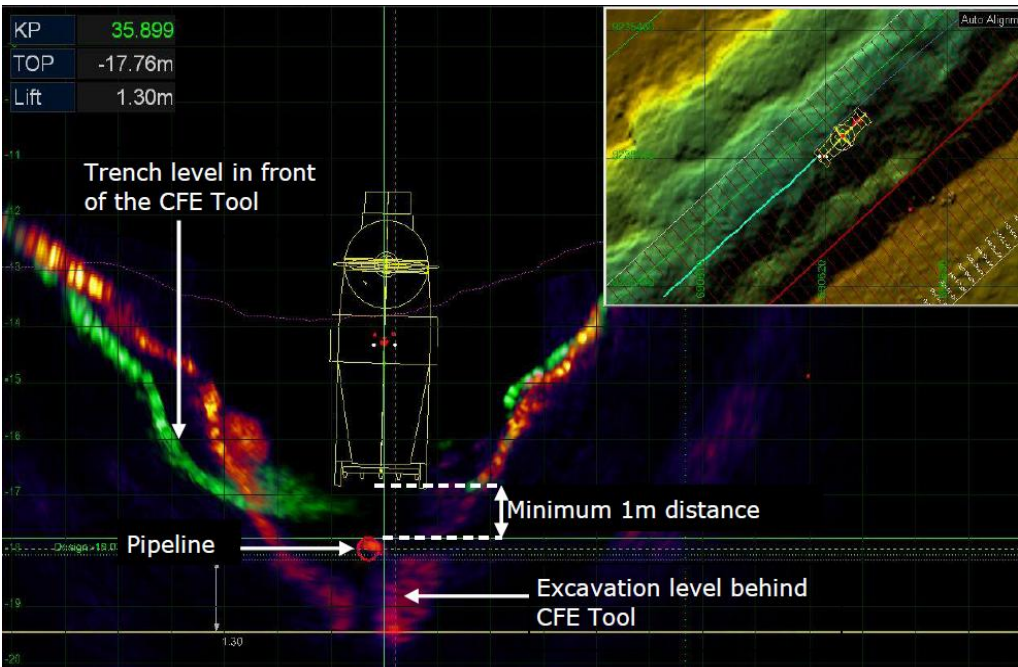 KP 35.899
TOP -17.76m
Lift 1.30m
Auto Alignm
-11
Trench level in front
of the CFE Tool
-12
-13
-14
-15
-16
-17
Minimum 1m distance
Pipeline
-18
Excavation level behind
CFE Tool
-19
1.30
-20